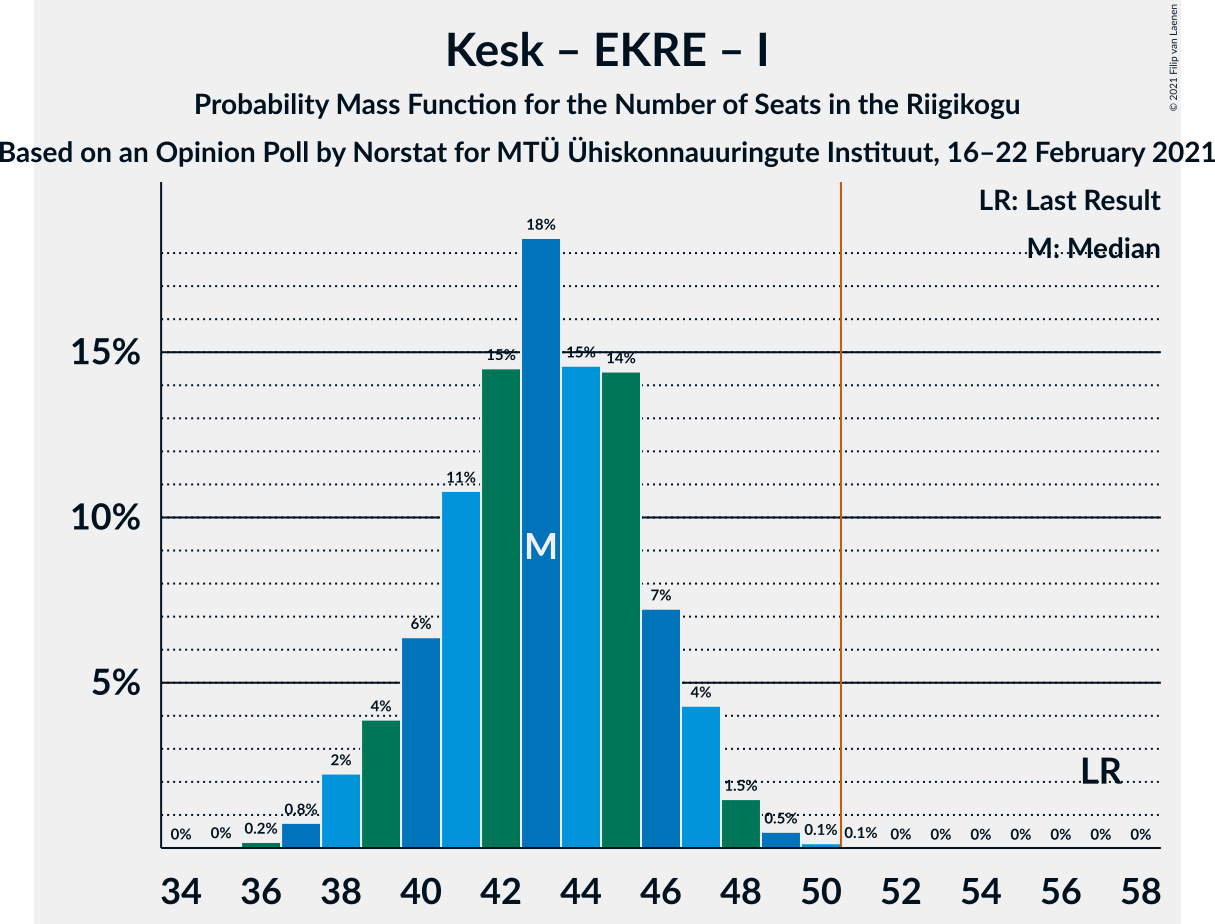 Kesk – EKRE – I
Probability Mass Function for the Number of Seats in the Riigikogu
Based on an Opinion Poll by Norstat for MTÜ Ühiskonnauuringute Instituut, 16–22 February 2021
© 2021 Filip van Laenen
LR: Last Result
M: Median
15%
10%
5%
0% 0% 0.2% 0.8% 2% 4% 6% 11% 15% 18% 15% 14% 7% 4% 1.5% 0.5% 0.1% 0.1% 0% 0% 0% 0% 0% 0% 0%
M
LR
34 36 38 40 42 44 46 48 50 52 54 56 58